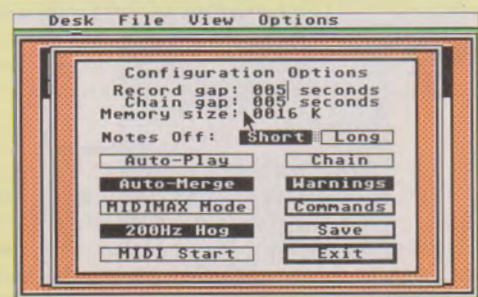 Desk File View Options
Configuration Options
Record gap: 005 seconds
Chain gap: 005 seconds
Memory size: 0016 K
Notes Off: Short Long
Auto-Play Chain
Auto-Merge Warnings
MIDIMAX Mode Commands
200Hz Hog Save
MIDI Start Exit